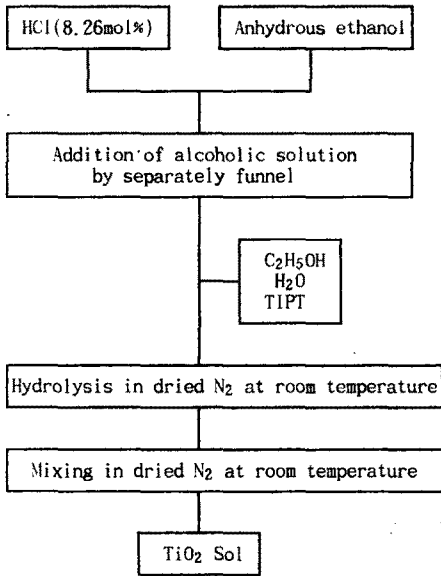 HCl(8.26mol%)
Anhydrous ethanol
Addition of alcoholic solution
by separately funnel
C₂H₅OH
H₂O
TIPT
Hydrolysis in dried N₂ at room temperature
Mixing in dried N₂ at room temperature
TiO₂ Sol